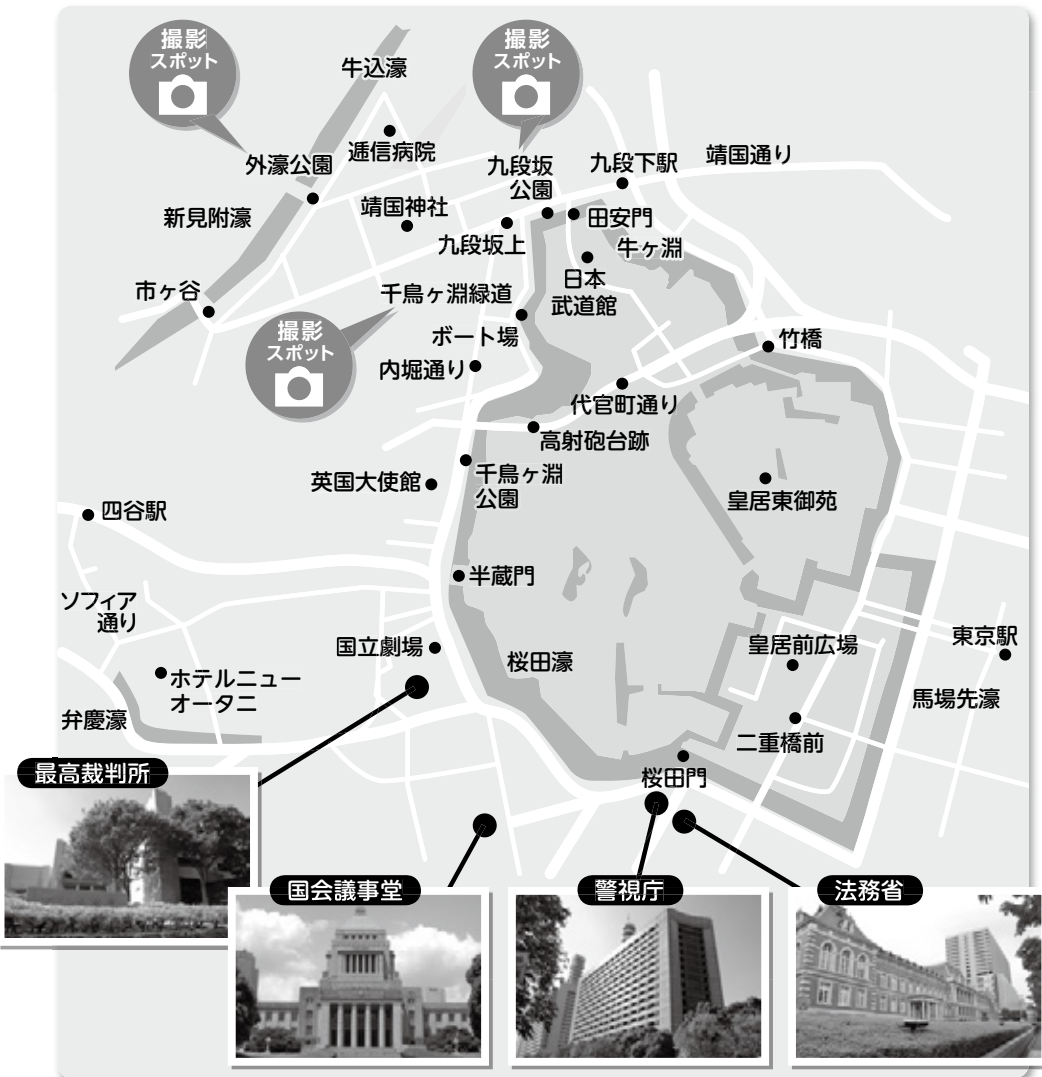 撮影
スポット
撮影
スポット
牛込濠
逓信病院
外濠公園
九段坂
公園
九段下駅
靖国通り
靖国神社
新見附濠
田安門
九段坂上
牛ヶ淵
日本
武道館
市ヶ谷
千鳥ヶ淵緑道
撮影
スポット
ボート場
竹橋
内堀通り
代官町通り
高射砲台跡
千鳥ヶ淵
公園
英国大使館
皇居東御苑
四谷駅
半蔵門
ソフィア
通り
国立劇場
桜田濠
皇居前広場
東京駅
ホテルニュー
オータニ
馬場先濠
弁慶濠
二重橋前
最高裁判所
桜田門
国会議事堂
警視庁
法務省